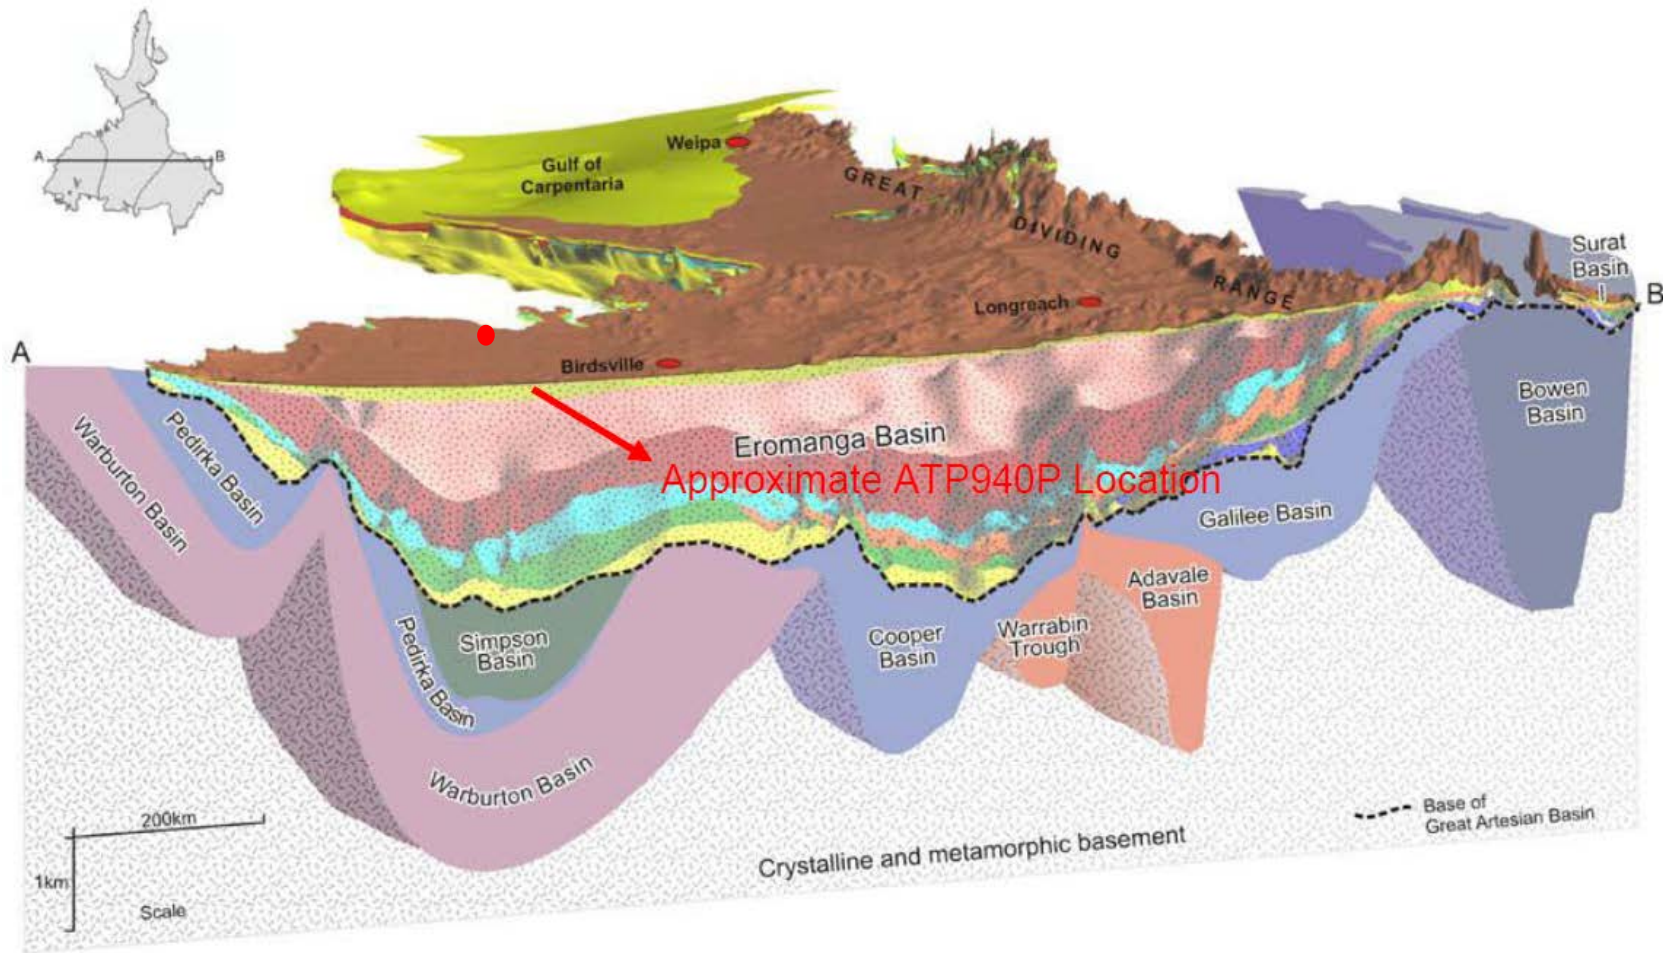 A
B
Weipa
Gulf of
Carpentaria
GREAT
DIVIDING
RANGE
Surat
Basin
A
B
Longreach
Birdsville
Eromanga Basin
Approximate ATP940P Location
Warburton Basin
Pedirka Basin
Bowen
Basin
Galilee Basin
Adavale
Basin
Warrabin
Trough
Cooper
Basin
Simpson
Basin
Pedirka Basin
Warburton Basin
200km
1km
Scale
Crystalline and metamorphic basement
Base of
Great Artesian Basin